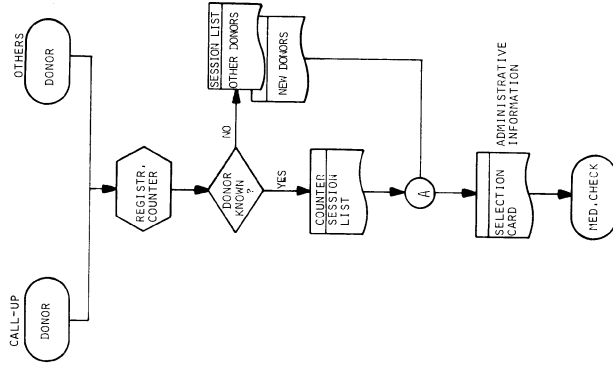 CALL-UP
DONOR
OTHERS
DONOR
REGISTR.
COUNTER
DONOR
KNOWN
?
NO
YES
SESSION LIST
OTHER DONORS
NEW DONORS
COUNTER
SESSION
LIST
A
SELECTION
CARD
ADMINISTRATIVE
INFORMATION
MED.CHECK